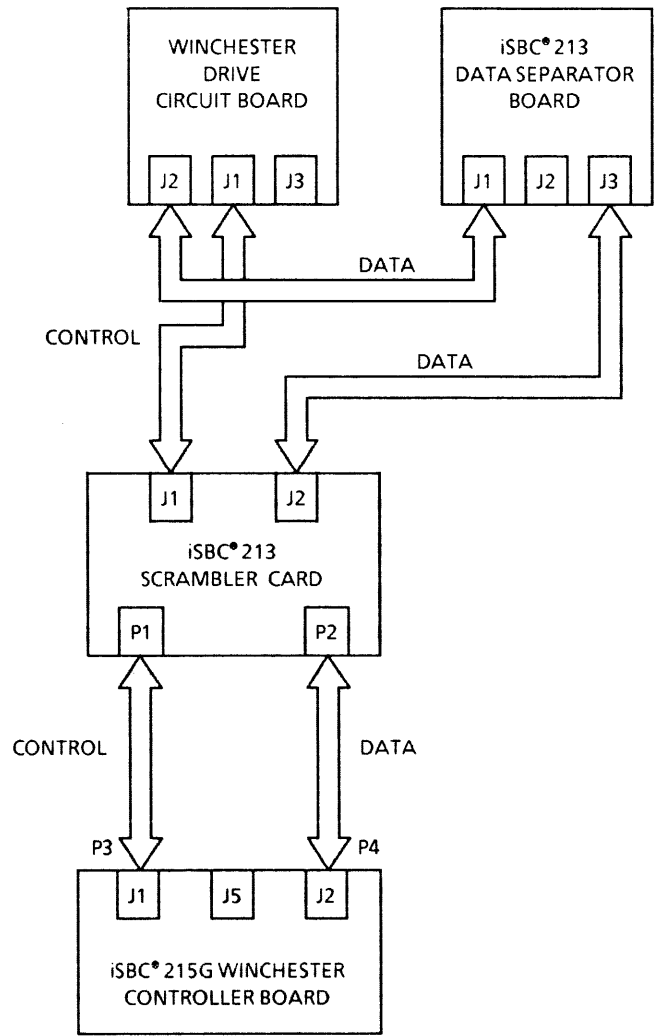 WINCHESTER
DRIVE
CIRCUIT BOARD
J2 J1 J3
iSBC® 213
DATA SEPARATOR
BOARD
J1 J2 J3
DATA
CONTROL
DATA
J1 J2
iSBC® 213
SCRAMBLER CARD
P1 P2
CONTROL
DATA
P3 P4
J1 J5 J2
iSBC® 215G WINCHESTER
CONTROLLER BOARD